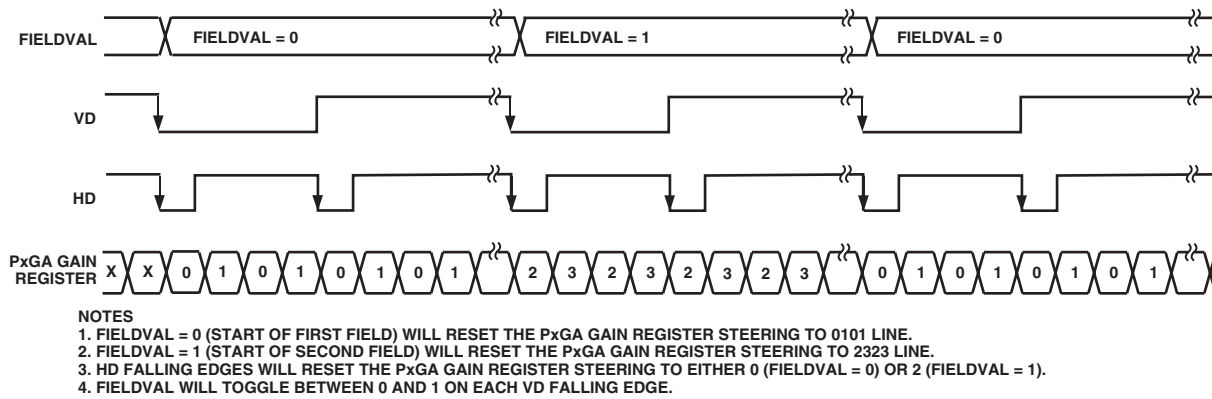 FIELDVAL FIELDVAL = 0 FIELDVAL = 1 FIELDVAL = 0
VD
HD
PxGA GAIN
REGISTER X X 0 1 0 1 0 1 0 1 2 3 2 3 2 3 2 3 0 1 0 1 0 1 0 1
NOTES
1. FIELDVAL = 0 (START OF FIRST FIELD) WILL RESET THE PxGA GAIN REGISTER STEERING TO 0101 LINE.
2. FIELDVAL = 1 (START OF SECOND FIELD) WILL RESET THE PxGA GAIN REGISTER STEERING TO 2323 LINE.
3. HD FALLING EDGES WILL RESET THE PxGA GAIN REGISTER STEERING TO EITHER 0 (FIELDVAL = 0) OR 2 (FIELDVAL = 1).
4. FIELDVAL WILL TOGGLE BETWEEN 0 AND 1 ON EACH VD FALLING EDGE.